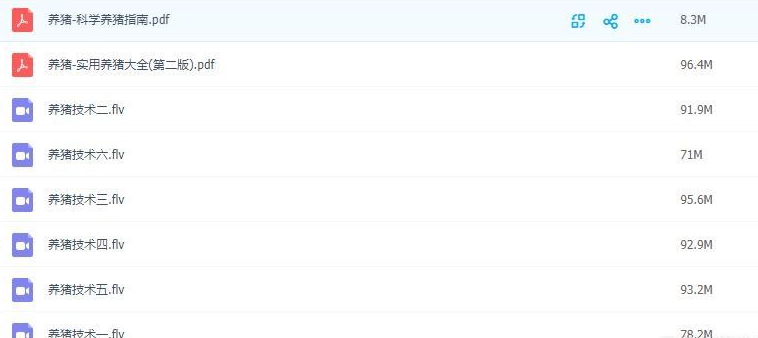 养猪-科学养猪指南.pdf 8.3M
养猪-实用养猪大全(第二版).pdf 96.4M
养猪技术二.flv 91.9M
养猪技术六.flv 71M
养猪技术三.flv 95.6M
养猪技术四.flv 92.9M
养猪技术五.flv 93.2M
养猪技术一.flv 78.2M